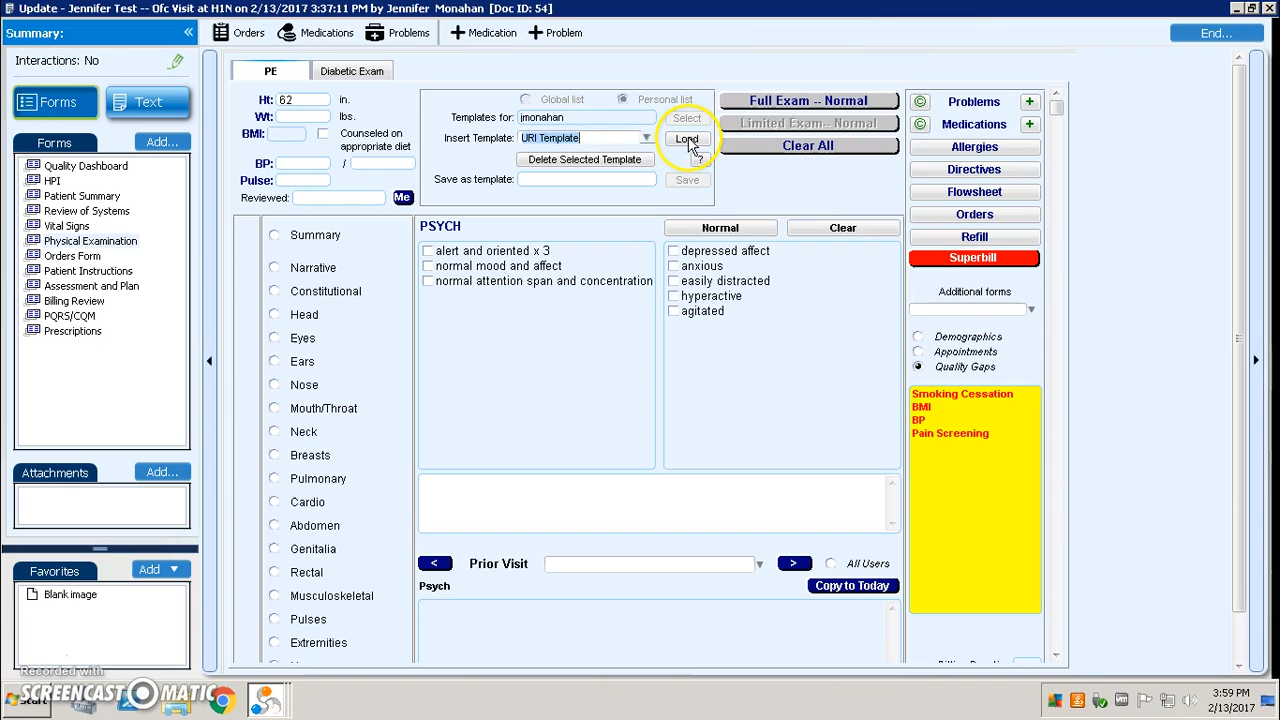 Update - Jennifer Test -- Ofc Visit at H1N on 2/13/2017 3:37:11 PM by Jennifer Monahan [Doc ID: 54]
Summary:
Orders
Medications
Problems
Medication
Problem
End...
Interactions: No
Forms
Text
Forms
Add...
Quality Dashboard
HPI
Patient Summary
Review of Systems
Vital Signs
Physical Examination
Orders Form
Patient Instructions
Assessment and Plan
Billing Review
PQRS/CQM
Prescriptions
Attachments
Add...
Favorites
Add
Blank image
PE
Diabetic Exam
Ht: 62 in.
Wt: lbs.
BMI:
Counseled on
appropriate diet
BP: /
Pulse:
Reviewed:
Me
Global list
Personal list
Templates for: jmonahan
Select
Insert Template: URI Template
Load
Delete Selected Template
?
Save as template:
Save
Full Exam -- Normal
Limited Exam--Normal
Clear All
Summary
Narrative
Constitutional
Head
Eyes
Ears
Nose
Mouth/Throat
Neck
Breasts
Pulmonary
Cardio
Abdomen
Genitalia
Rectal
Musculoskeletal
Pulses
Extremities
PSYCH
Normal
Clear
alert and oriented x 3
normal mood and affect
normal attention span and concentration
depressed affect
anxious
easily distracted
hyperactive
agitated
<
Prior Visit
>
All Users
Psych
Copy to Today
© Problems +
© Medications +
Allergies
Directives
Flowsheet
Orders
Refill
Superbill
Additional forms
Demographics
Appointments
Quality Gaps
Smoking Cessation
BMI
BP
Pain Screening
Recorded with
SCREENCAST MATIC
Start
3:59 PM
2/13/2017